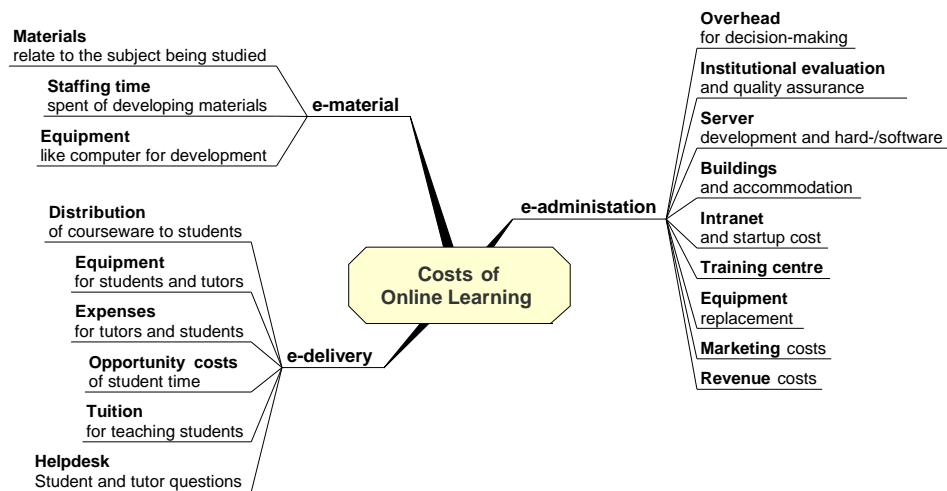 Materials
relate to the subject being studied
Staffing time
spent of developing materials
Equipment
like computer for development
e-material
Distribution
of courseware to students
Equipment
for students and tutors
Expenses
for tutors and students
Opportunity costs
of student time
Tuition
for teaching students
Helpdesk
Student and tutor questions
e-delivery
Costs of
Online Learning
e-administation
Overhead
for decision-making
Institutional evaluation
and quality assurance
Server
development and hard-/software
Buildings
and accommodation
Intranet
and startup cost
Training centre
Equipment
replacement
Marketing costs
Revenue costs